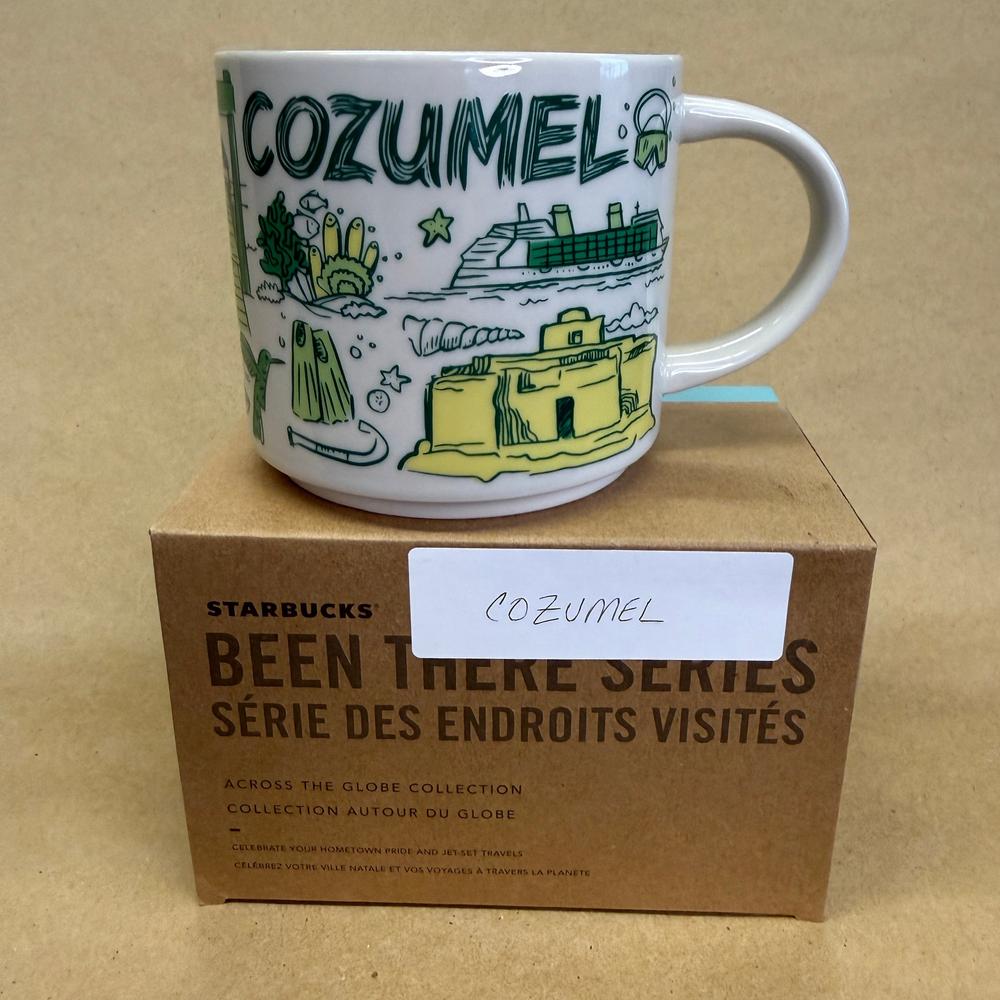 COZUMEL
COZUMEL
STARBUCKS
BEEN THERE SERIES
SÉRIE DES ENDROITS VISITÉS
ACROSS THE GLOBE COLLECTION
COLLECTION AUTOUR DU GLOBE
CELEBRATE YOUR HOMETOWN PRIDE AND JET-SET TRAVELS
CÉLÉBREZ VOTRE VILLE NATALE ET VOS VOYAGES À TRAVERS LA PLANÈTE